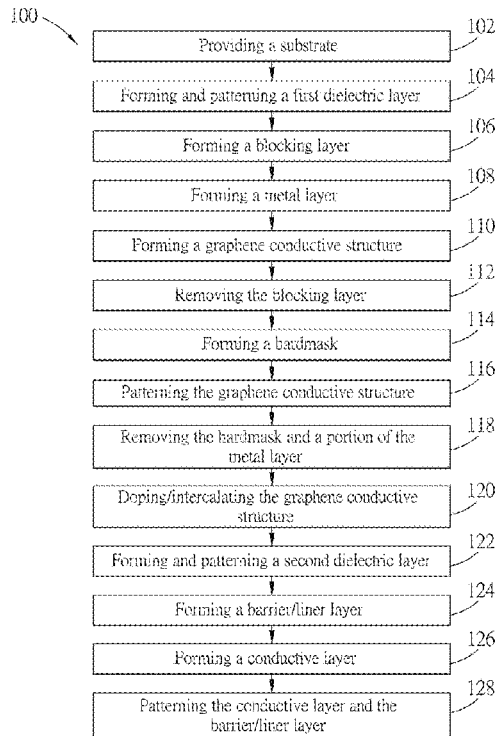 100
102
Providing a substrate
104
Forming and patterning a first dielectric layer
106
Forming a blocking layer
108
Forming a metal layer
110
Forming a graphene conductive structure
112
Removing the blocking layer
114
Forming a hardmask
116
Patterning the graphene conductive structure
118
Removing the hardmask and a portion of the
metal layer
120
Doping/intercalating the graphene conductive
structure
122
Forming and patterning a second dielectric layer
124
Forming a barrier/liner layer
126
Forming a conductive layer
128
Patterning the conductive layer and the
barrier/liner layer